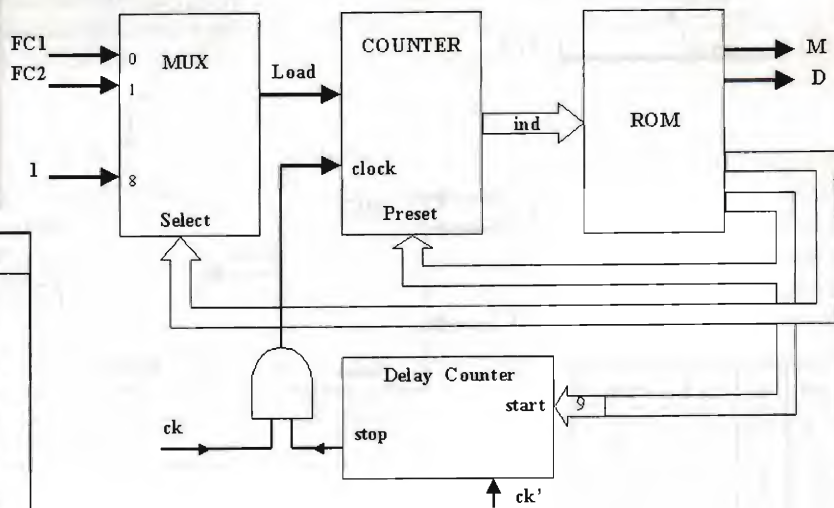 FC1
FC2
1
0
1
8
MUX
Select
Load
COUNTER
clock
Preset
ind
ROM
M
D
Delay Counter
start
9
stop
ck
ck'